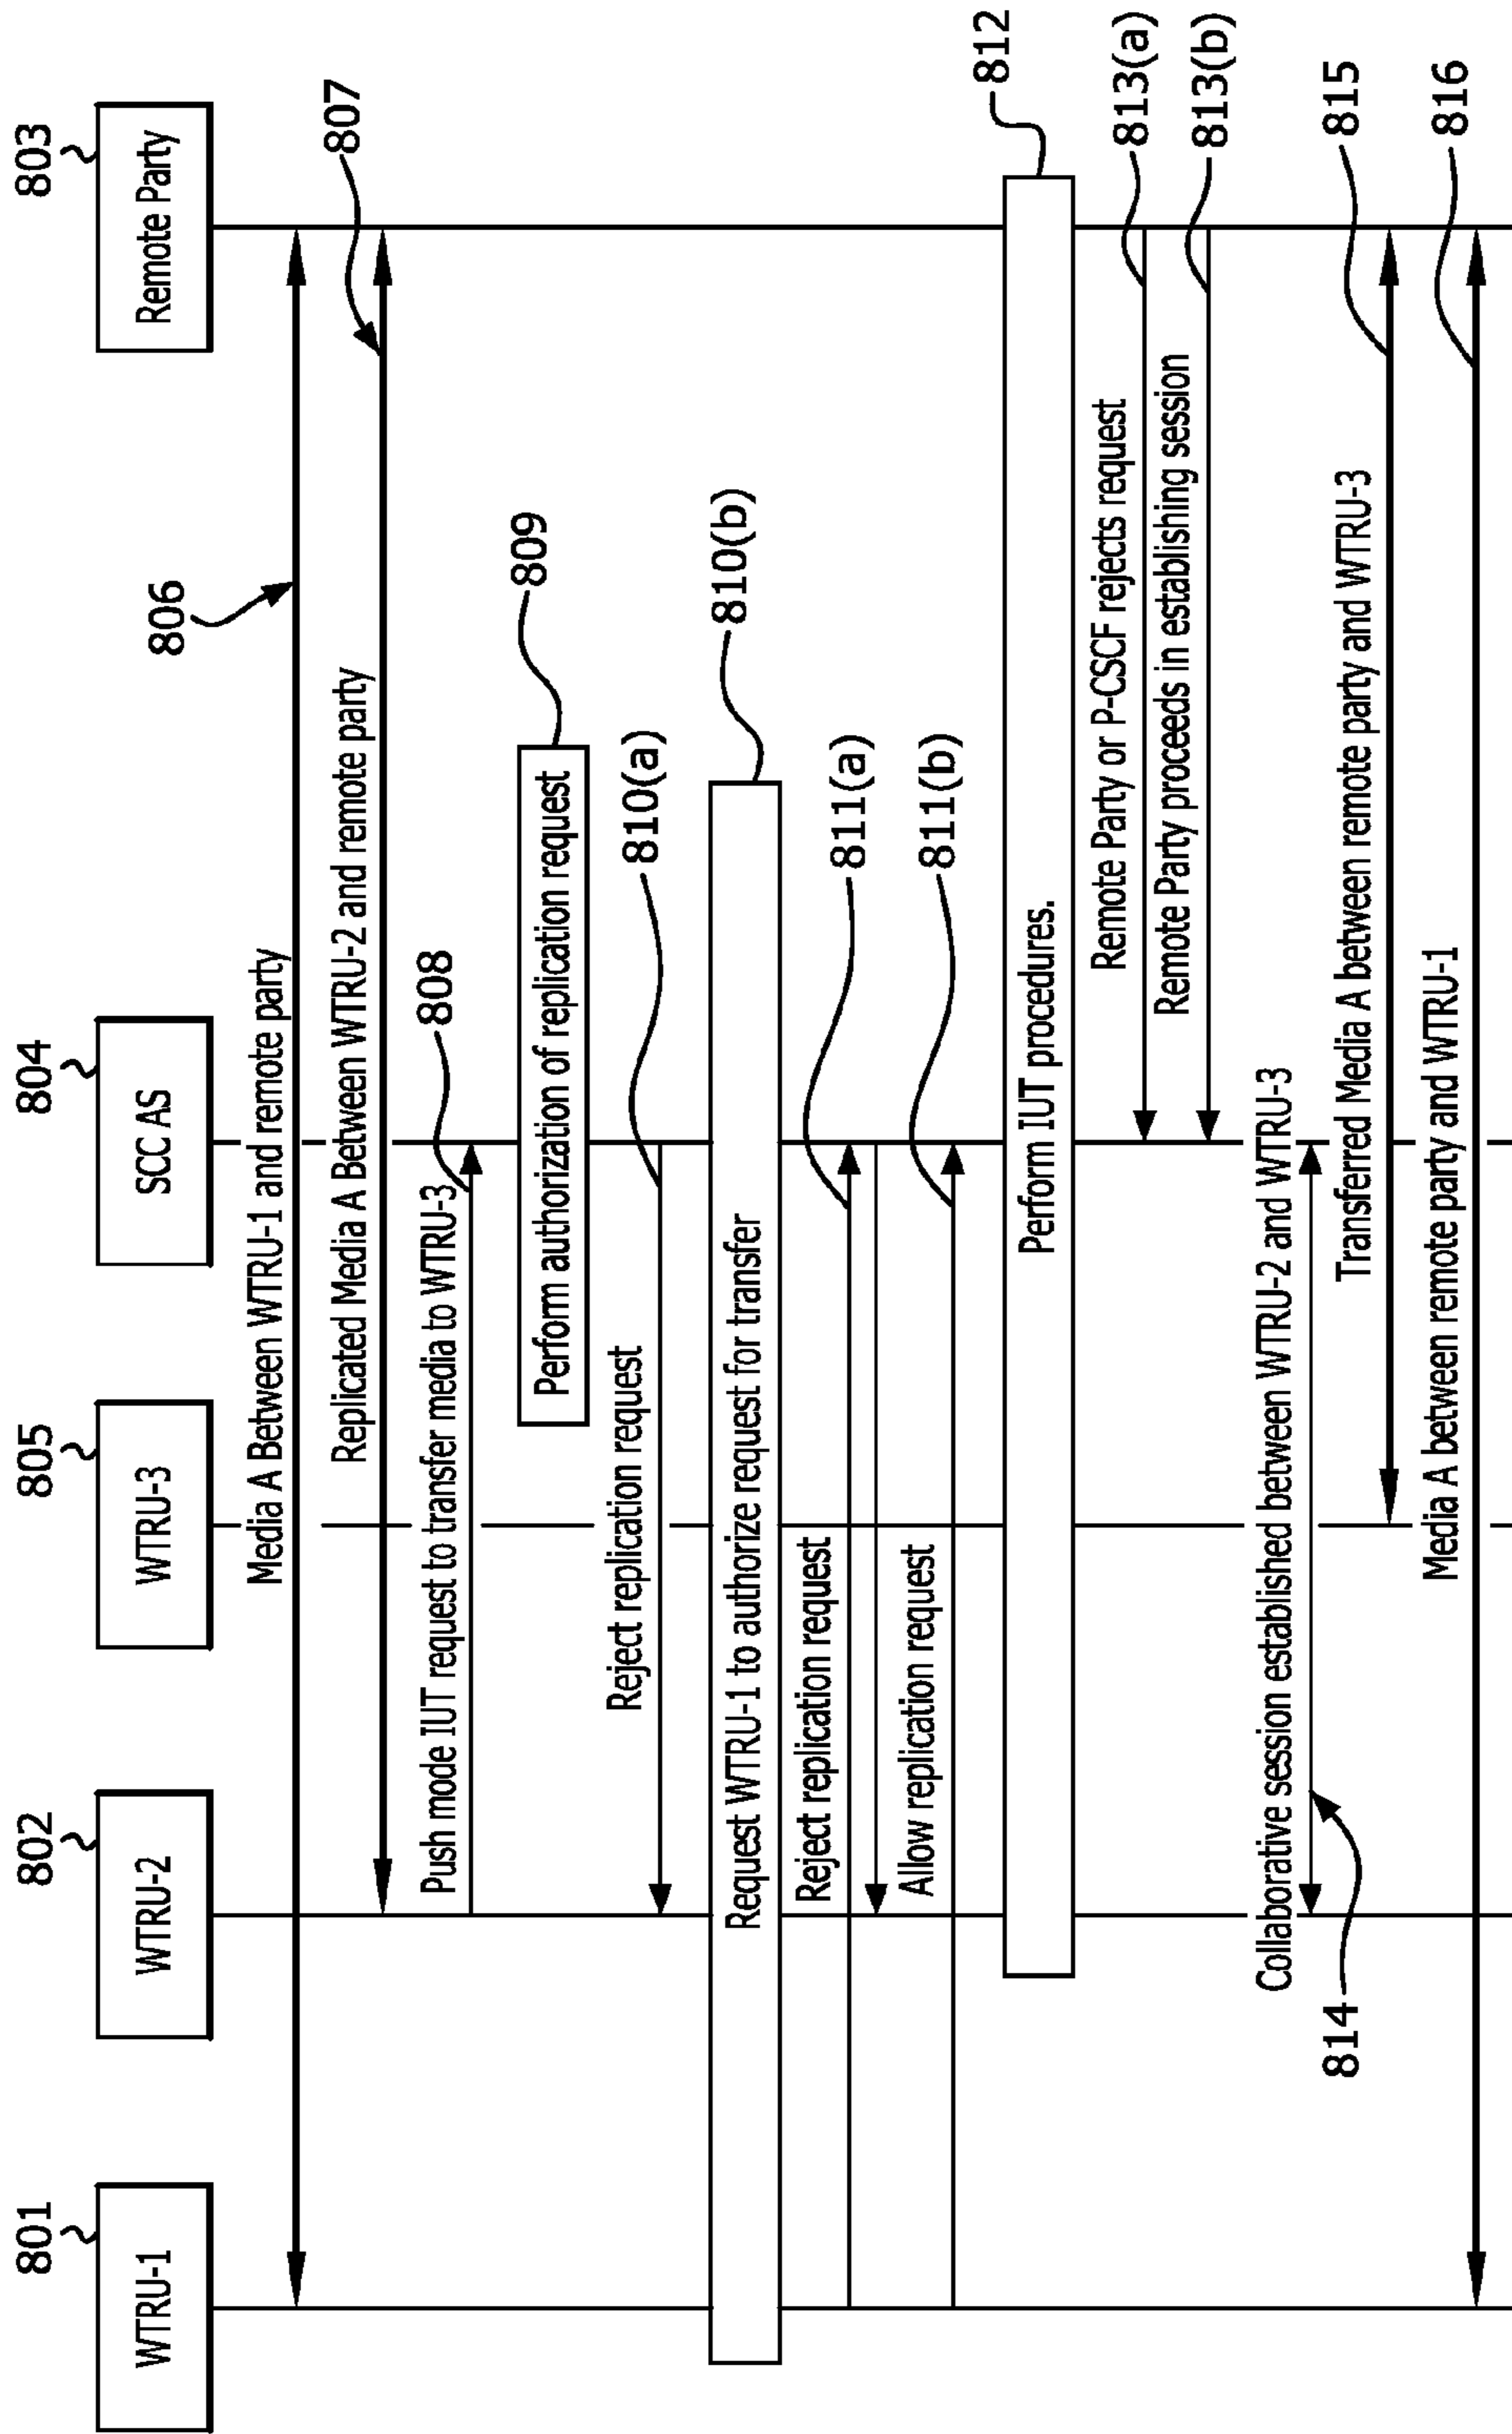 801
WTRU-1
802
WTRU-2
805
WTRU-3
804
SCC AS
803
Remote Party
Media A Between WTRU-1 and remote party
806
Replicated Media A Between WTRU-2 and remote party
807
Push mode IUT request to transfer media to WTRU-3
808
Perform authorization of replication request
809
Reject replication request
810(a)
Request WTRU-1 to authorize request for transfer
810(b)
Reject replication request
811(a)
Allow replication request
811(b)
Perform IUT procedures.
812
Remote Party or P-CSCF rejects request
813(a)
Remote Party proceeds in establishing session
813(b)
Collaborative session established between WTRU-2 and WTRU-3
814
Transferred Media A between remote party and WTRU-3
815
Media A between remote party and WTRU-1
816